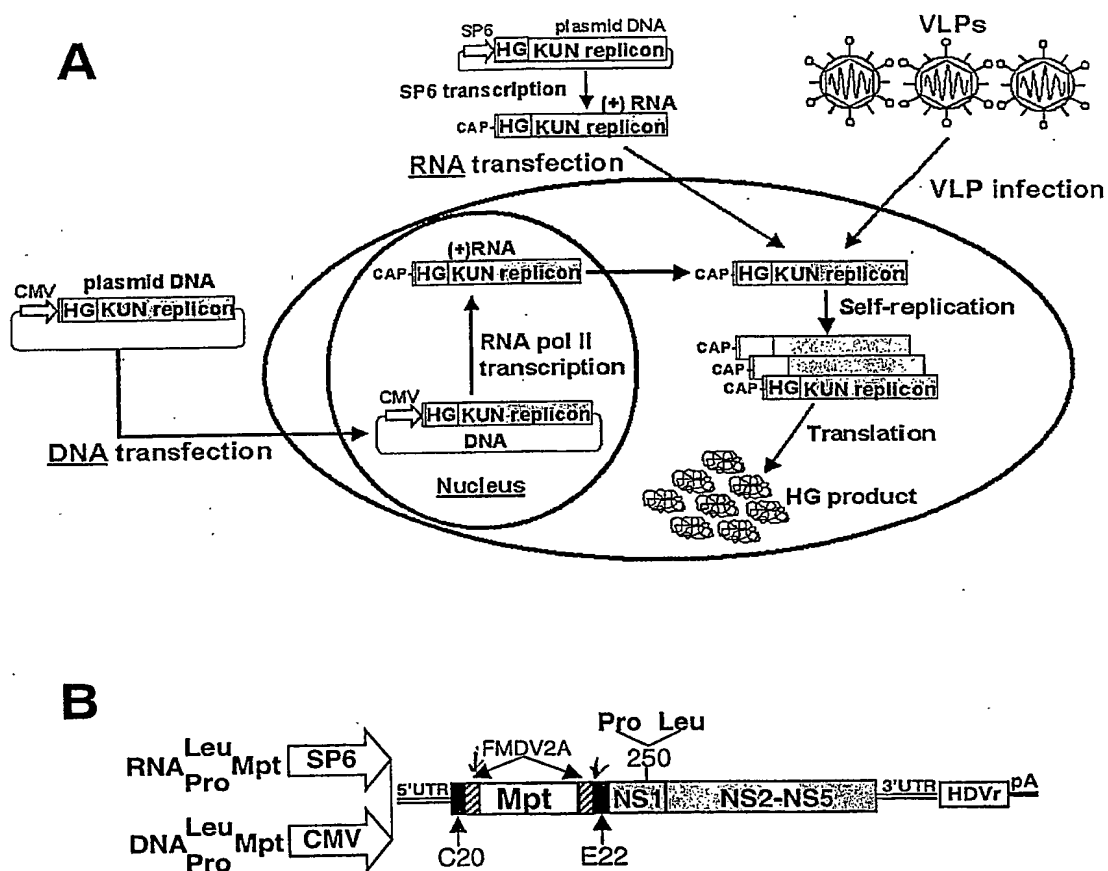 A
SP6
plasmid DNA
HG KUN replicon
SP6 transcription
(+) RNA
CAP- HG KUN replicon
RNA transfection
VLPs
VLP infection
CMV
plasmid DNA
HG KUN replicon
DNA transfection
(+)RNA
CAP- HG KUN replicon
RNA pol II
transcription
CMV
HG KUN replicon
DNA
Nucleus
CAP- HG KUN replicon
Self-replication
CAP-
CAP-
CAP- HG KUN replicon
Translation
HG product
B
RNA Leu Pro Mpt SP6
DNA Leu Pro Mpt CMV
FMDV2A
Pro Leu
250
5'UTR Mpt NS1 NS2-NS5 3'UTR HDVr pA
C20 E22